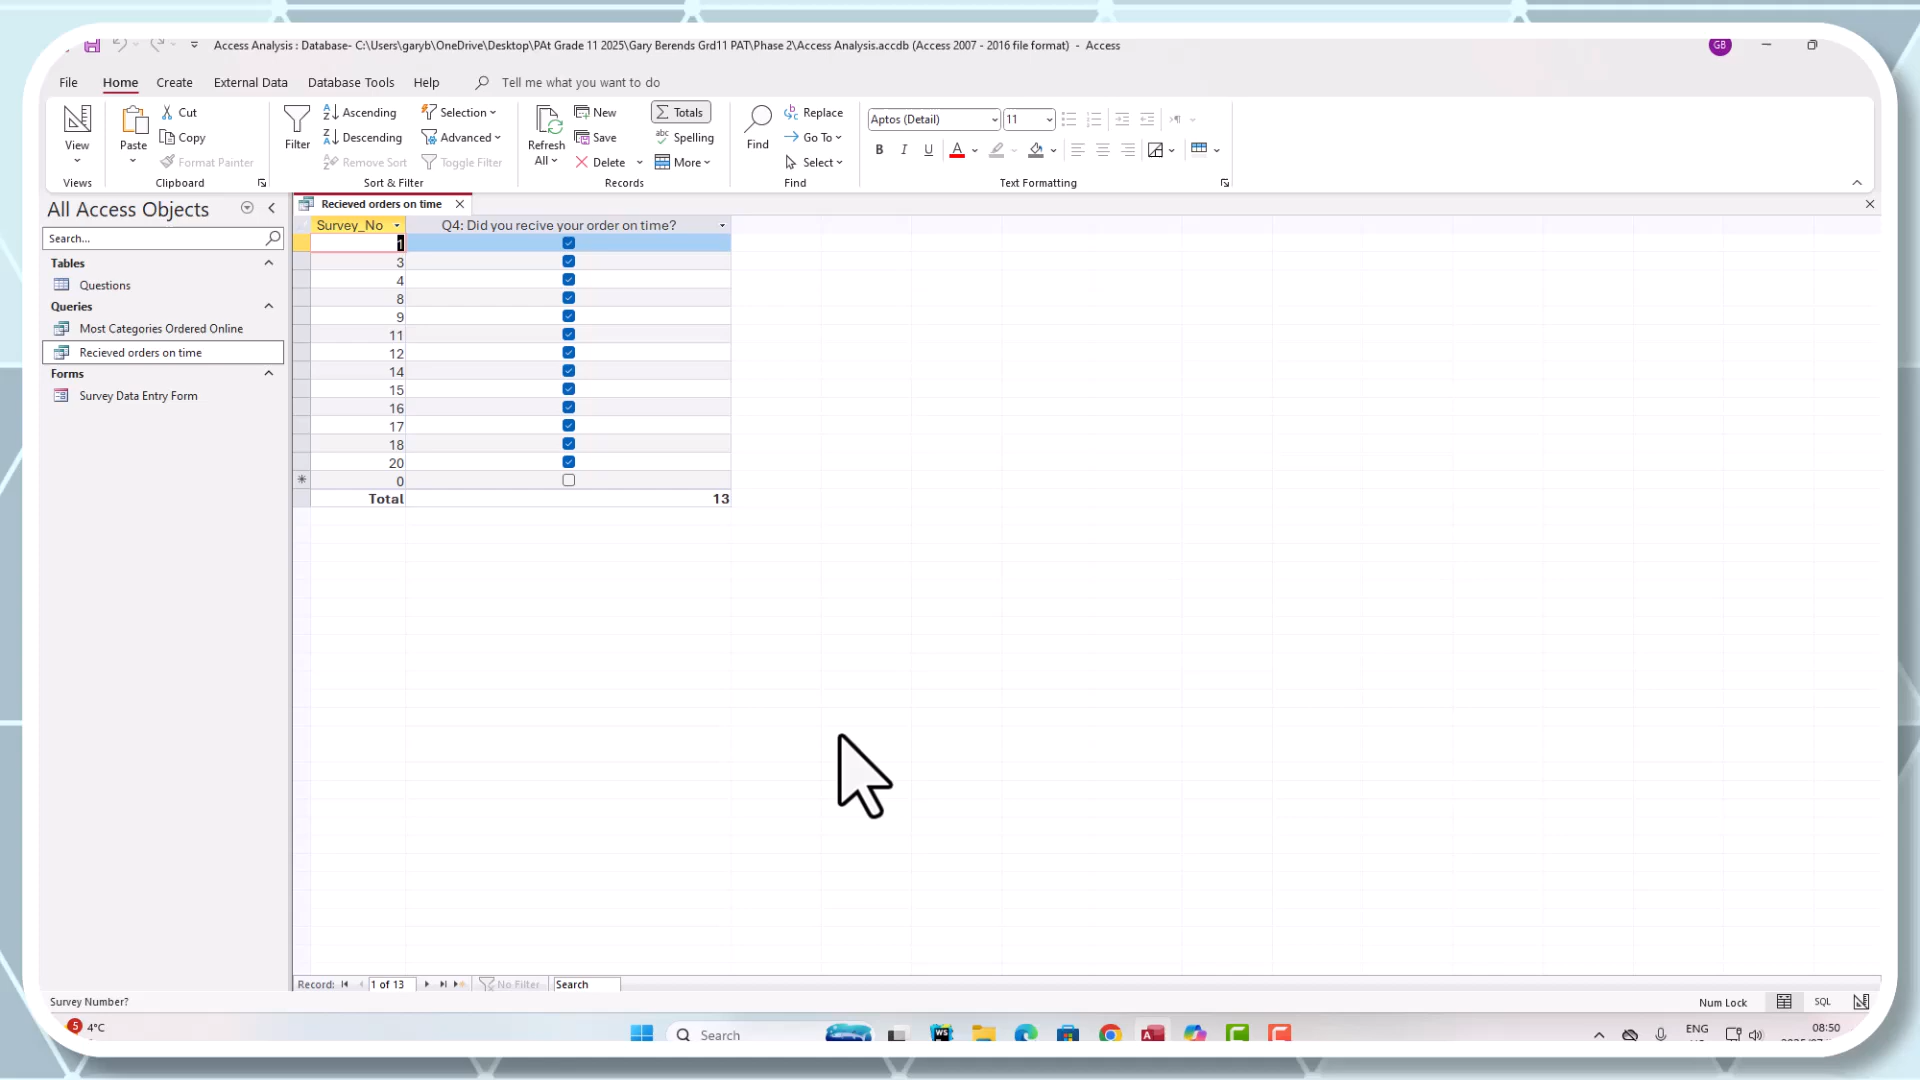 Access Analysis : Database- C:\Users\garyb\OneDrive\Desktop\PAt Grade 11 2025\Gary Berends Grd11 PAT\Phase 2\Access Analysis.accdb (Access 2007 - 2016 file format) - Access
GB
File Home Create External Data Database Tools Help Tell me what you want to do
View
Views
Paste
Cut
Copy
Format Painter
Clipboard
Filter
Ascending
Descending
Remove Sort
Selection
Advanced
Toggle Filter
Sort & Filter
Refresh
All
New
Save
Delete
Totals
Spelling
More
Records
Find
Replace
Go To
Select
Find
Aptos (Detail) 11
B I U A
Text Formatting
All Access Objects
Search...
Tables
Questions
Queries
Most Categories Ordered Online
Recieved orders on time
Forms
Survey Data Entry Form
Recieved orders on time
Survey_No Q4: Did you recive your order on time?
1
3
4
8
9
11
12
14
15
16
17
18
20
0
Total 13
Record: 1 of 13 No Filter Search
Survey Number?
Num Lock SQL
5 4°C
Search
ENG
08:50